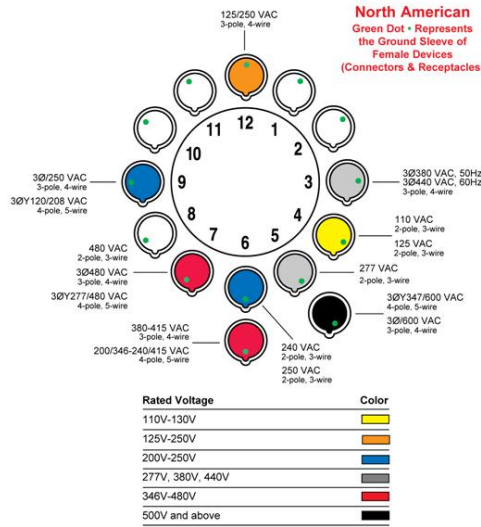 125/250 VAC
3-pole, 4-wire
North American
Green Dot • Represents
the Ground Sleeve of
Female Devices
(Connectors & Receptacles
12
11
1
10
2
9
3
8
4
7
5
6
3Ø/250 VAC
3-pole, 4-wire
3ØY120/208 VAC
4-pole, 5-wire
3Ø380 VAC, 50Hz
3Ø440 VAC, 60Hz
3-pole, 4-wire
110 VAC
2-pole, 3-wire
125 VAC
2-pole, 3-wire
480 VAC
2-pole, 3-wire
3Ø480 VAC
3-pole, 4-wire
3ØY277/480 VAC
4-pole, 5-wire
277 VAC
2-pole, 3-wire
3ØY347/600 VAC
4-pole, 5-wire
3Ø/600 VAC
3-pole, 4-wire
380-415 VAC
3-pole, 4-wire
200/346-240/415 VAC
4-pole, 5-wire
240 VAC
2-pole, 3-wire
250 VAC
2-pole, 3-wire
Rated Voltage Color
110V-130V
125V-250V
200V-250V
277V, 380V, 440V
346V-480V
500V and above